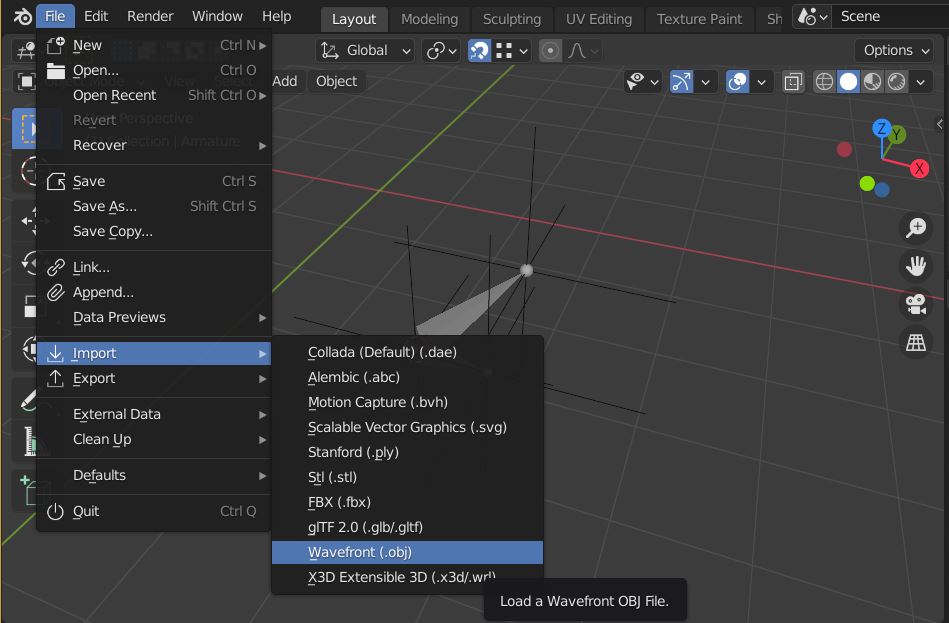 File Edit Render Window Help Layout Modeling Sculpting UV Editing Texture Paint Sh Scene
Global Options
View Select Add Object
Perspective
Collection | Armature
New Ctrl N
Open... Ctrl O
Open Recent Shift Ctrl O
Revert
Recover
Save Ctrl S
Save As... Shift Ctrl S
Save Copy...
Link...
Append...
Data Previews
Import
Export
External Data
Clean Up
Defaults
Quit Ctrl Q
Collada (Default) (.dae)
Alembic (.abc)
Motion Capture (.bvh)
Scalable Vector Graphics (.svg)
Stanford (.ply)
Stl (.stl)
FBX (.fbx)
glTF 2.0 (.glb/.gltf)
Wavefront (.obj)
X3D Extensible 3D (.x3d/.wrl)
Load a Wavefront OBJ File.
Z
Y
X